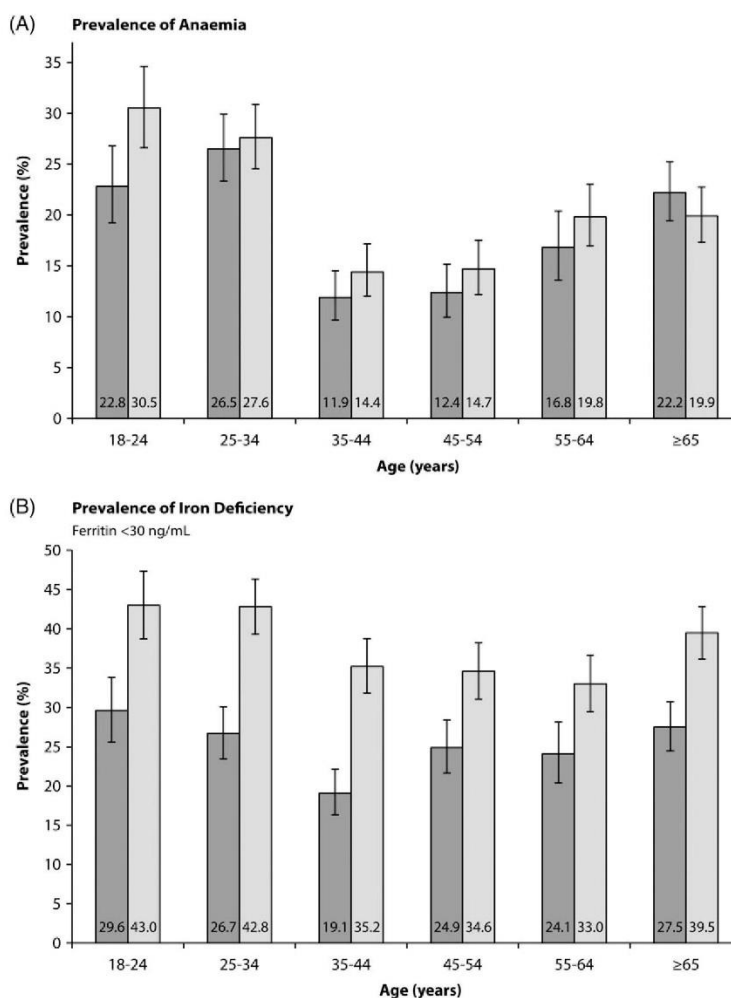 (A)
Prevalence of Anaemia
35
30
25
20
15
10
5
0
Prevalence (%)
22.8 30.5 26.5 27.6 11.9 14.4 12.4 14.7 16.8 19.8 22.2 19.9
18-24 25-34 35-44 45-54 55-64 ≥65
Age (years)
(B)
Prevalence of Iron Deficiency
Ferritin <30 ng/mL
50
45
40
35
30
25
20
15
10
5
0
Prevalence (%)
29.6 43.0 26.7 42.8 19.1 35.2 24.9 34.6 24.1 33.0 27.5 39.5
18-24 25-34 35-44 45-54 55-64 ≥65
Age (years)